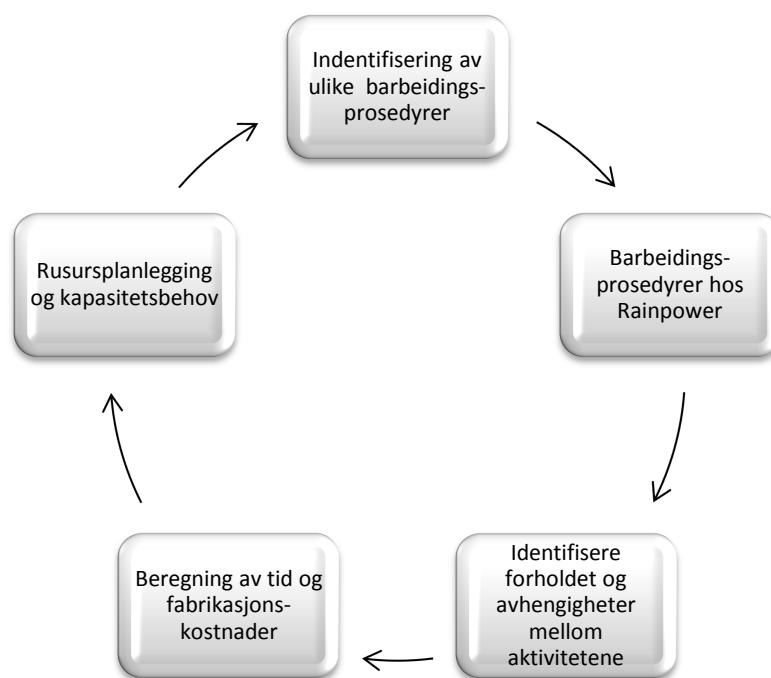 Indentifisering av
ulike barbeidings-
prosedyrer
Barbeidings-
prosedyrer hos
Rainpower
Identifisere
forholdet og
avhengigheter
mellom
aktivitetene
Beregning av tid og
fabrikasjons-
kostnader
Rusursplanlegging
og kapasitetsbehov